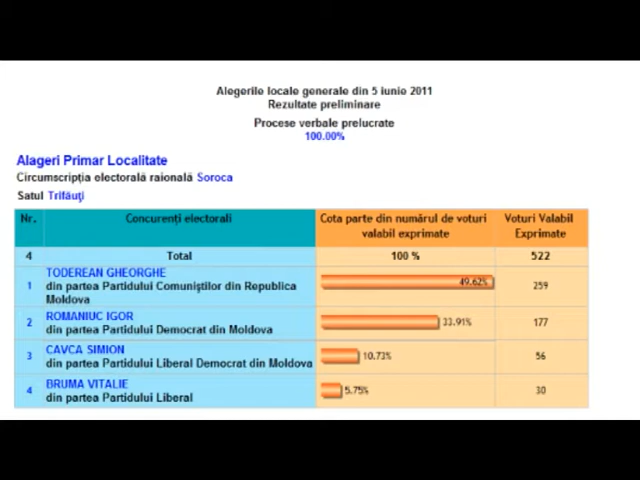 Alegerile locale generale din 5 iunie 2011
Rezultate preliminare
Procese verbale prelucrate
100.00%
Alageri Primar Localitate
Circumscripția electorală raională Soroca
Satul Trifăuţi
Nr. Concurenți electorali Cota parte din numărul de voturi valabil exprimate Voturi Valabil Exprimate
4 Total 100 % 522
1 TODEREAN GHEORGHE
din partea Partidului Comuniștilor din Republica Moldova 49.62% 259
2 ROMANIUC IGOR
din partea Partidului Democrat din Moldova 33.91% 177
3 CAVCA SIMION
din partea Partidului Liberal Democrat din Moldova 10.73% 56
4 BRUMA VITALIE
din partea Partidului Liberal 5.75% 30